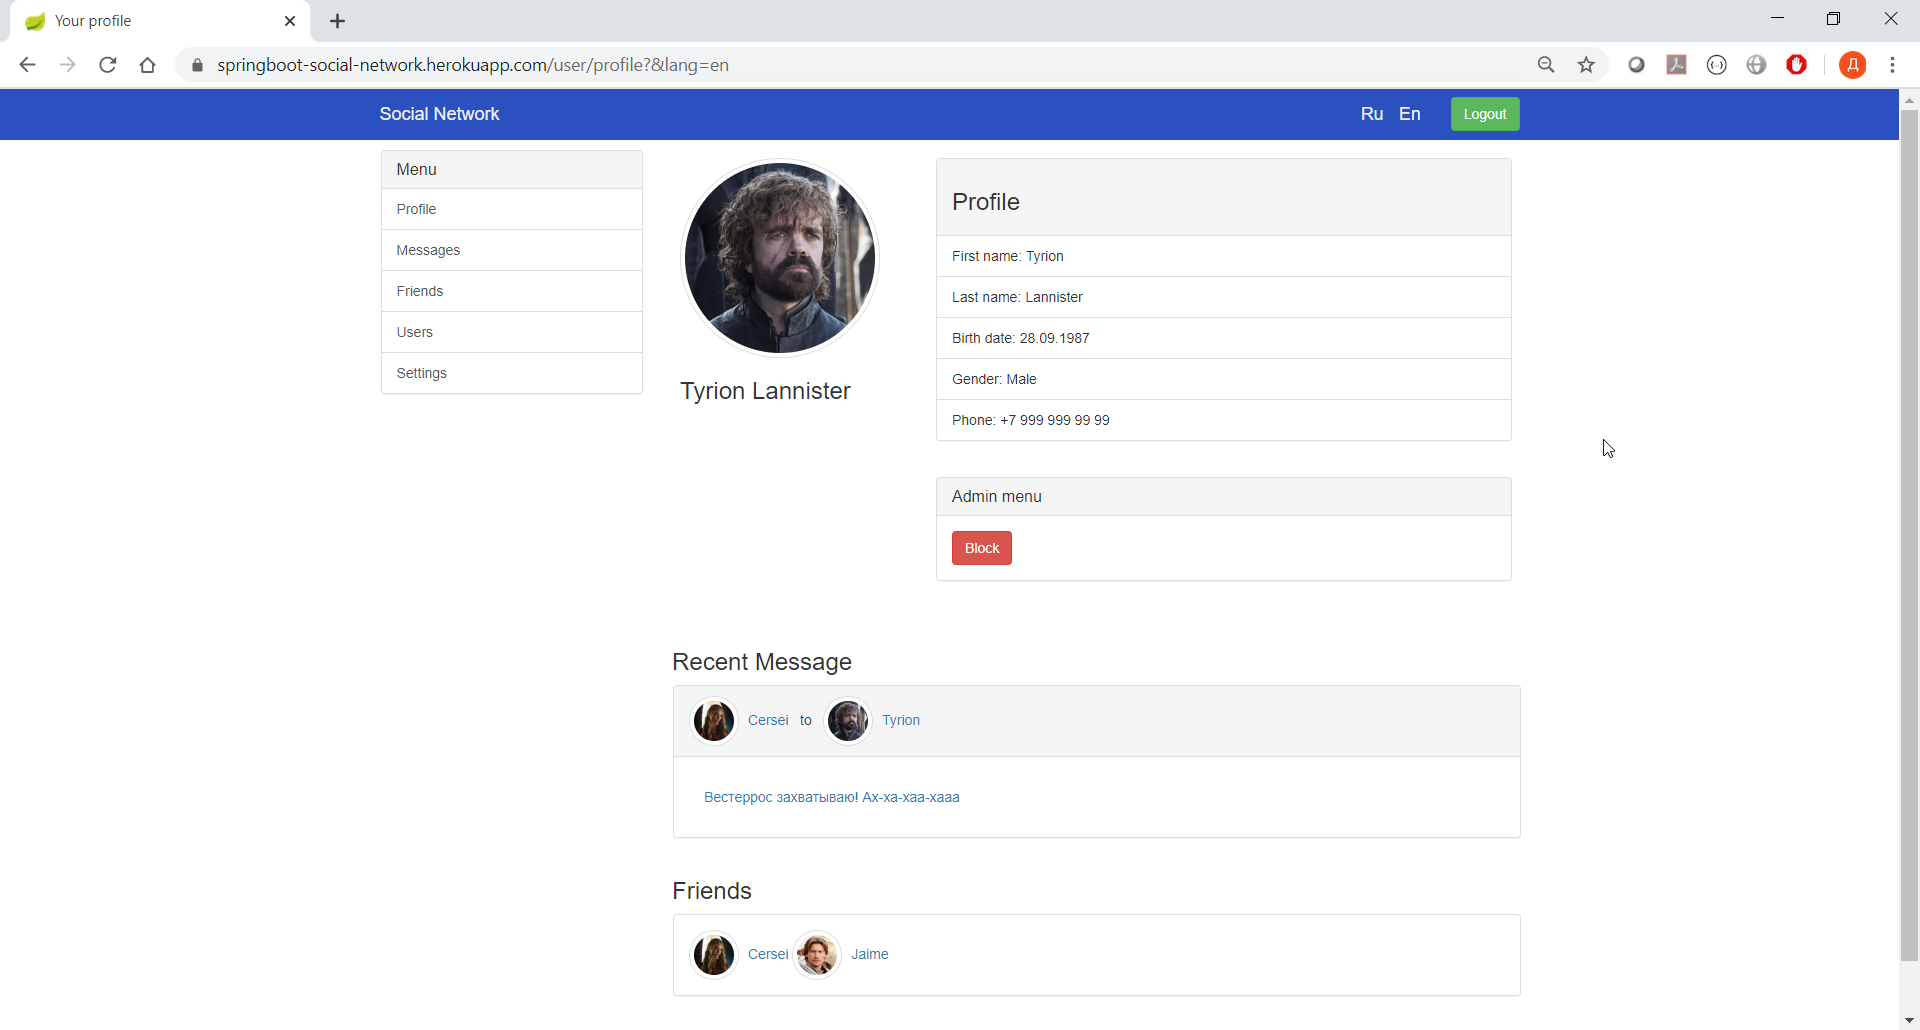 Your profile
springboot-social-network.herokuapp.com/user/profile?&lang=en
Д
Social Network
Ru En
Logout
Menu
Profile
Messages
Friends
Users
Settings
Tyrion Lannister
Profile
First name: Tyrion
Last name: Lannister
Birth date: 28.09.1987
Gender: Male
Phone: +7 999 999 99 99
Admin menu
Block
Recent Message
Cersei to Tyrion
Вестеррос захватываю! Ах-ха-хаа-хааа
Friends
Cersei Jaime